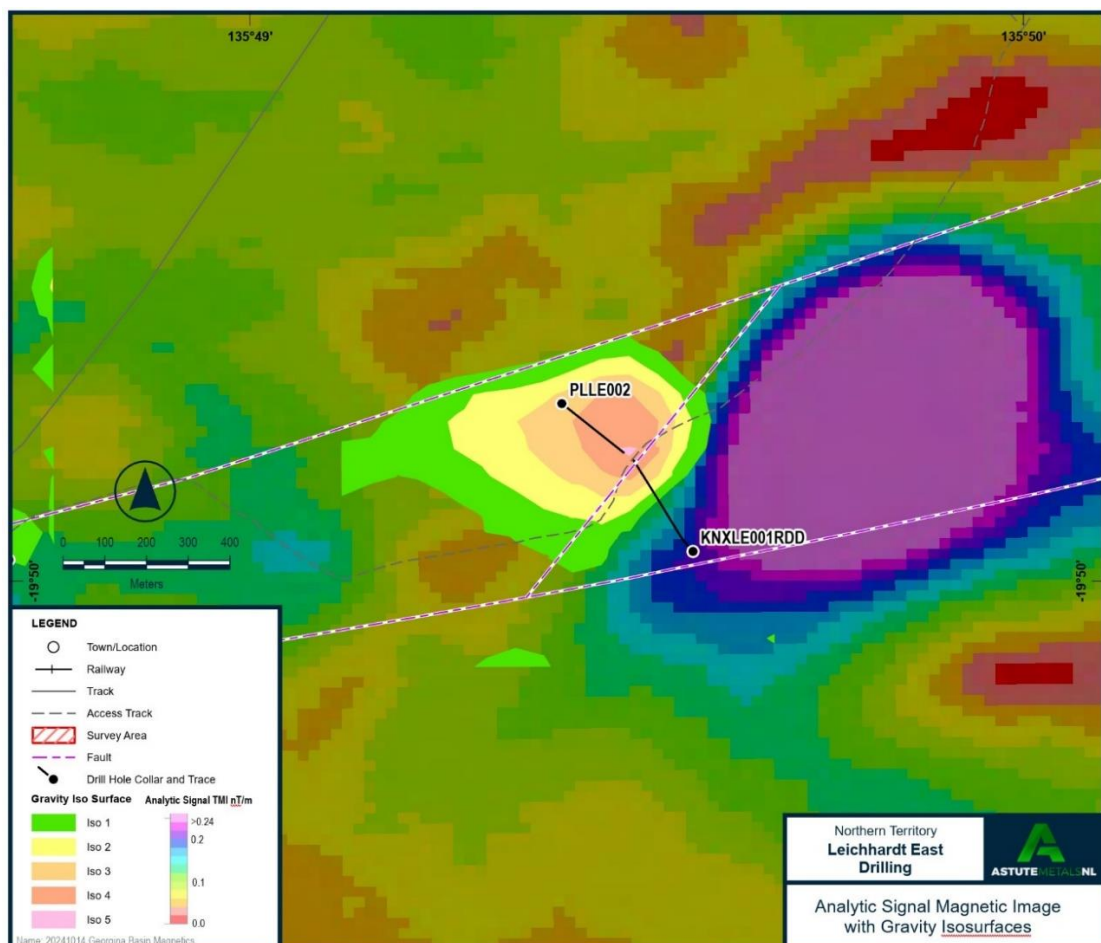 135°49'
135°50'
PLLE002
KNXLE001RDD
0 100 200 300 400
Meters
-19°50'
-19°50'
LEGEND
Town/Location
Railway
Track
Access Track
Survey Area
Fault
Drill Hole Collar and Trace
Gravity Iso Surface
Iso 1
Iso 2
Iso 3
Iso 4
Iso 5
Analytic Signal TMI nT/m
>0.24
0.2
0.1
0.0
Name: 20241014 Georgina Basin Magnetics
Northern Territory
Leichhardt East
Drilling
ASTUTEMETALSNL
Analytic Signal Magnetic Image
with Gravity Isosurfaces